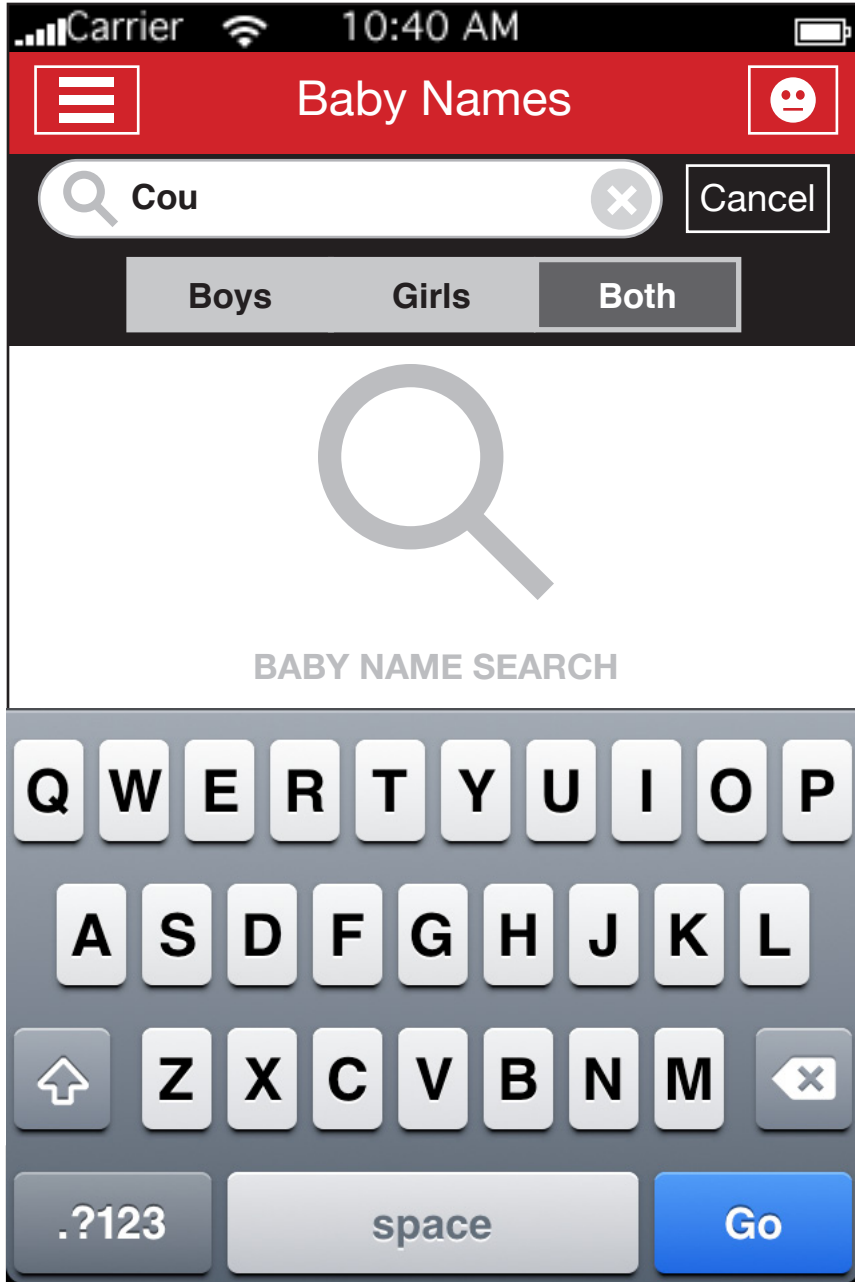 Carrier 10:40 AM
Baby Names
Cou Cancel
Boys Girls Both
BABY NAME SEARCH
Q W E R T Y U I O P
A S D F G H J K L
Z X C V B N M
.?123 space Go